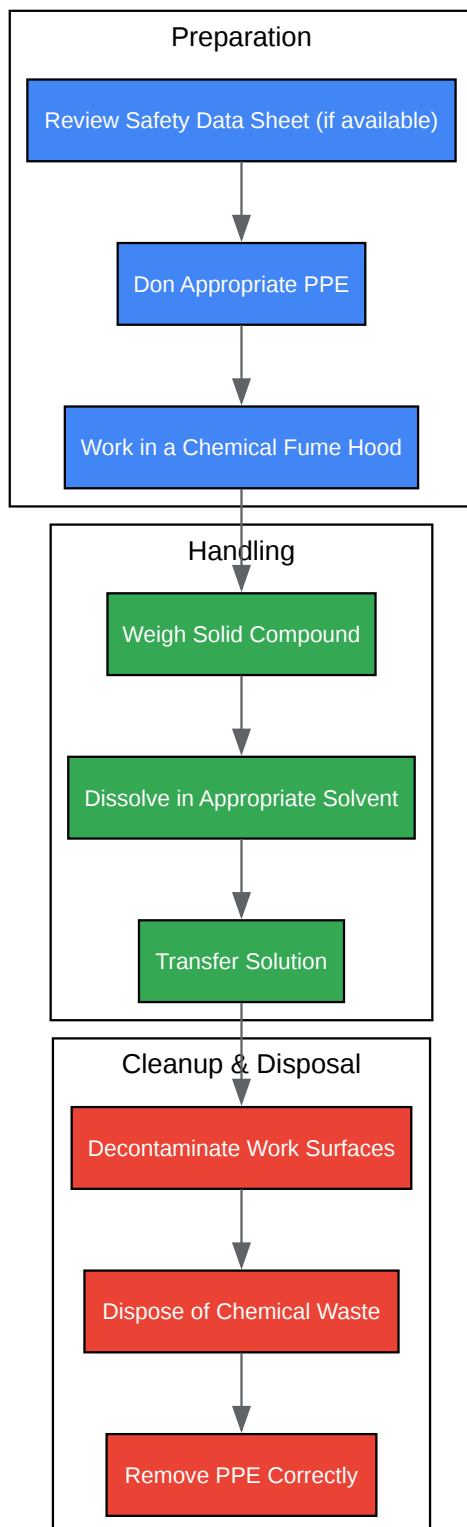 Preparation
Review Safety Data Sheet (if available)
Don Appropriate PPE
Work in a Chemical Fume Hood
Handling
Weigh Solid Compound
Dissolve in Appropriate Solvent
Transfer Solution
Cleanup & Disposal
Decontaminate Work Surfaces
Dispose of Chemical Waste
Remove PPE Correctly